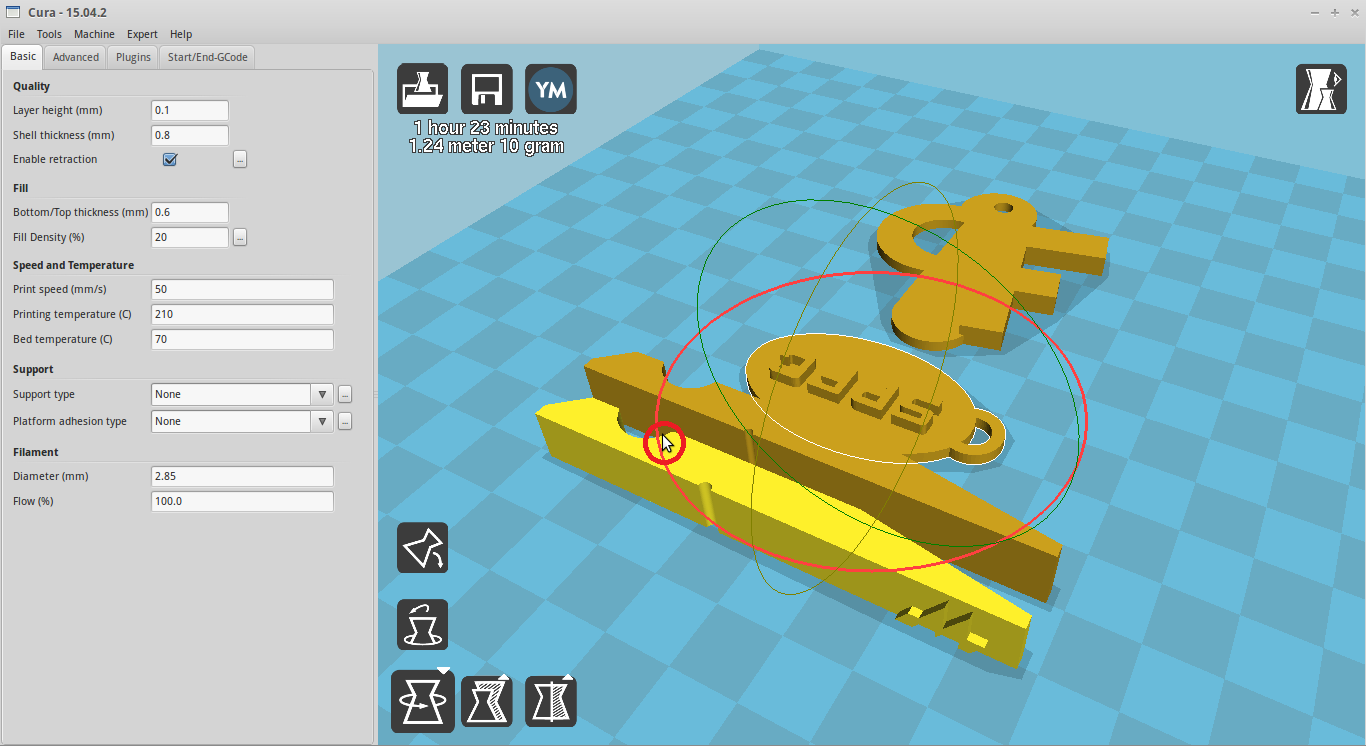 Cura - 15.04.2
File Tools Machine Expert Help
Basic Advanced Plugins Start/End-GCode
Quality
Layer height (mm) 0.1
Shell thickness (mm) 0.8
Enable retraction ...
Fill
Bottom/Top thickness (mm) 0.6
Fill Density (%) 20 ...
Speed and Temperature
Print speed (mm/s) 50
Printing temperature (C) 210
Bed temperature (C) 70
Support
Support type None ...
Platform adhesion type None ...
Filament
Diameter (mm) 2.85
Flow (%) 100.0
YM
1 hour 23 minutes
1.24 meter 10 gram